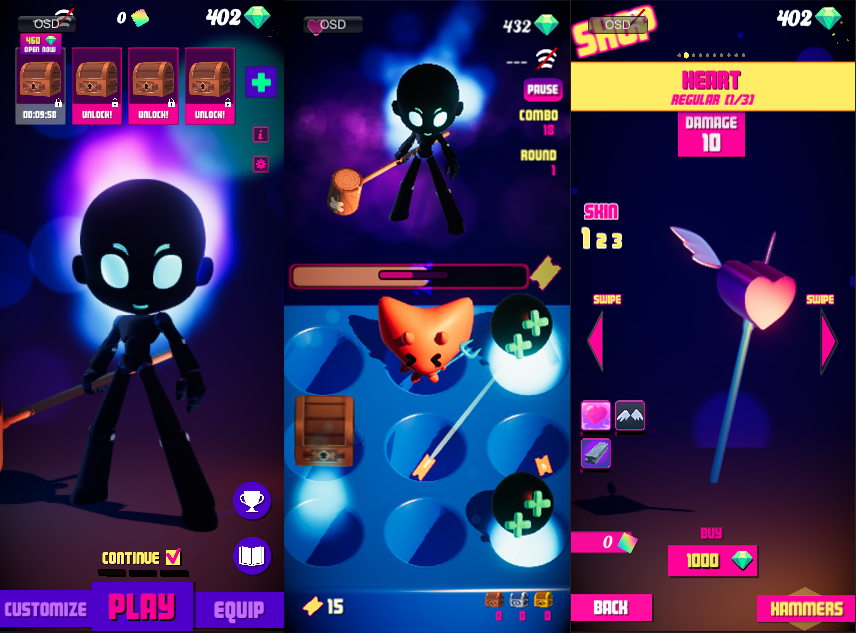 OSD
0
402
460
OPEN NOW
00:09:58
UNLOCK!
UNLOCK!
UNLOCK!
i
CONTINUE
CUSTOMIZE
PLAY
EQUIP
OSD
432
---
PAUSE
COMBO
18
ROUND
1
15
0
0
0
OSD
SHOP
402
HEART
REGULAR (1/3)
DAMAGE
10
SKIN
1 2 3
SWIPE
SWIPE
0
BUY
1000
BACK
HAMMERS